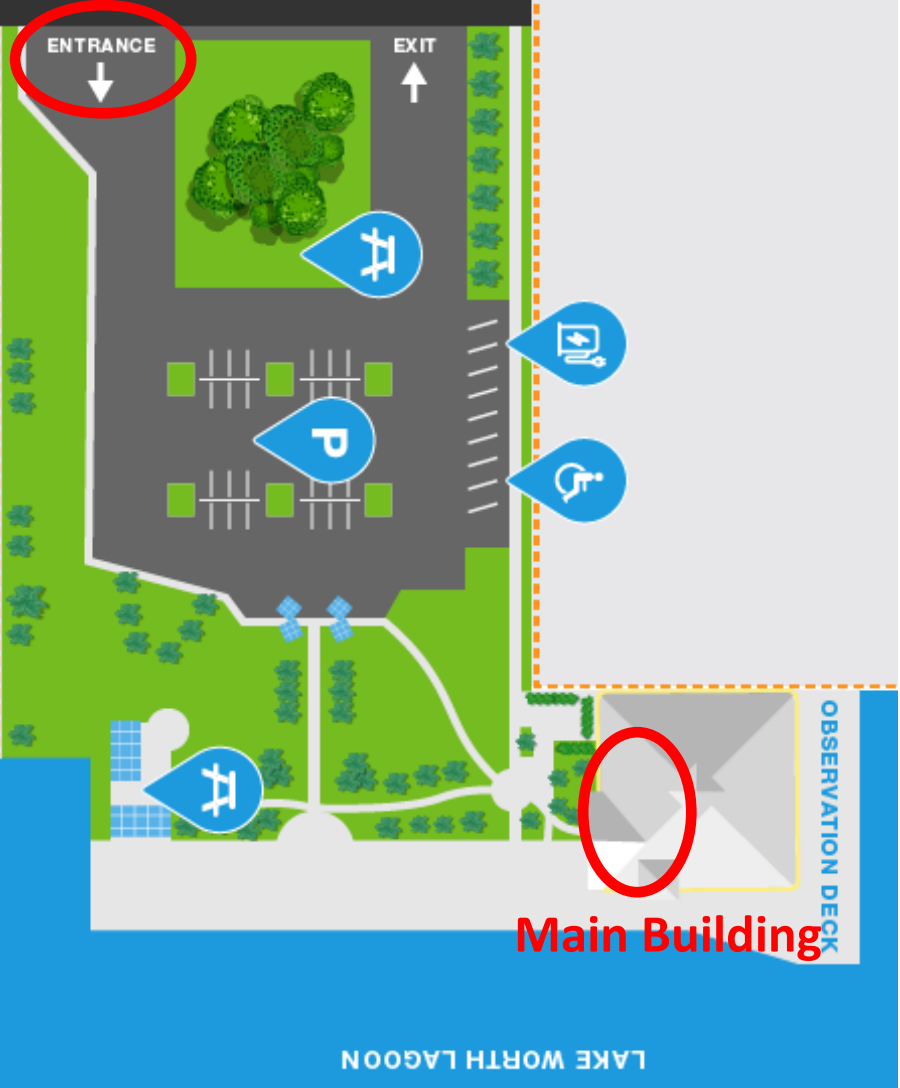 ENTRANCE
EXIT
P
OBSERVATION DECK
Main Building
LAKE WORTH LAGOON